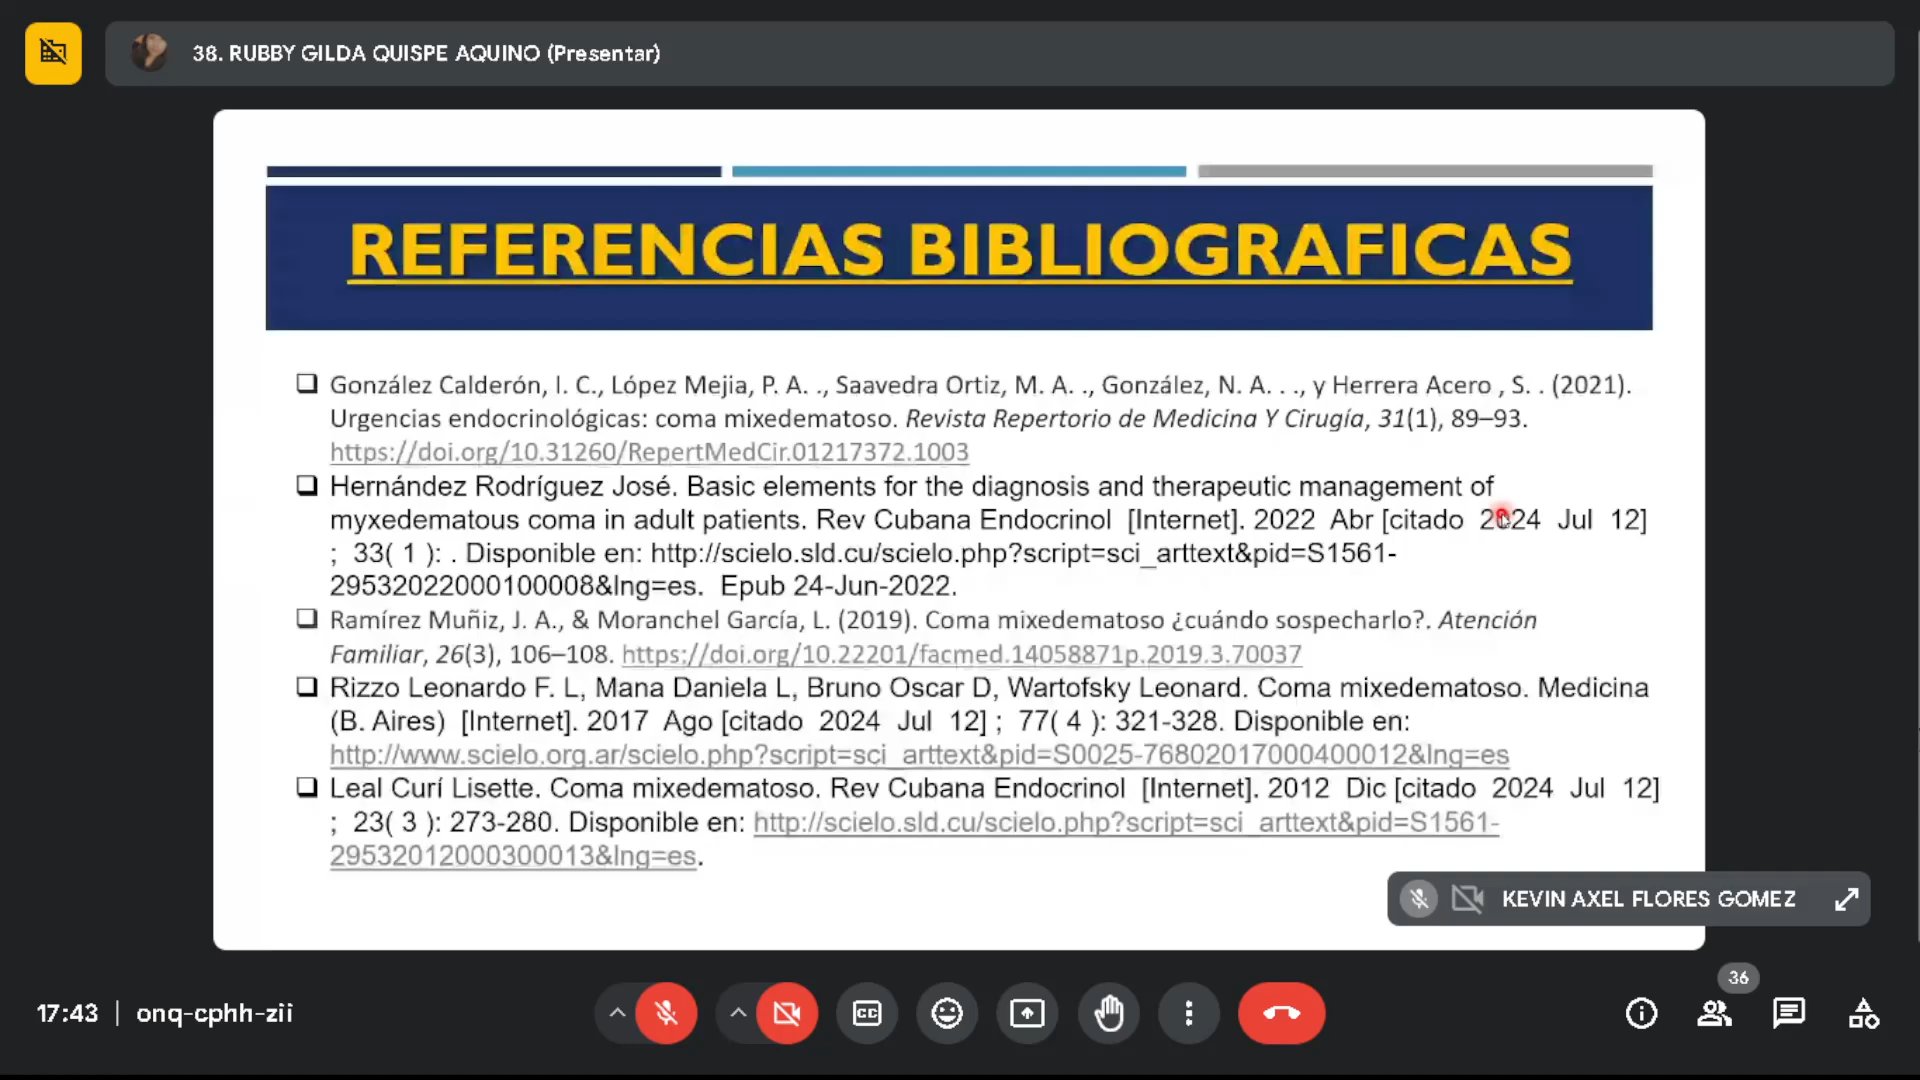 38. RUBBY GILDA QUISPE AQUINO (Presentar)
REFERENCIAS BIBLIOGRAFICAS
González Calderón, I. C., López Mejia, P. A. ., Saavedra Ortiz, M. A. ., González, N. A. . ., y Herrera Acero , S. . (2021).
Urgencias endocrinológicas: coma mixedematoso. Revista Repertorio de Medicina Y Cirugía, 31(1), 89–93.
https://doi.org/10.31260/RepertMedCir.01217372.1003
Hernández Rodríguez José. Basic elements for the diagnosis and therapeutic management of
myxedematous coma in adult patients. Rev Cubana Endocrinol [Internet]. 2022 Abr [citado 2024 Jul 12]
; 33( 1 ): . Disponible en: http://scielo.sld.cu/scielo.php?script=sci_arttext&pid=S1561-
29532022000100008&lng=es. Epub 24-Jun-2022.
Ramírez Muñiz, J. A., & Moranchel García, L. (2019). Coma mixedematoso ¿cuándo sospecharlo?. Atención
Familiar, 26(3), 106–108. https://doi.org/10.22201/facmed.14058871p.2019.3.70037
Rizzo Leonardo F. L, Mana Daniela L, Bruno Oscar D, Wartofsky Leonard. Coma mixedematoso. Medicina
(B. Aires) [Internet]. 2017 Ago [citado 2024 Jul 12] ; 77( 4 ): 321-328. Disponible en:
http://www.scielo.org.ar/scielo.php?script=sci_arttext&pid=S0025-76802017000400012&lng=es
Leal Curí Lisette. Coma mixedematoso. Rev Cubana Endocrinol [Internet]. 2012 Dic [citado 2024 Jul 12]
; 23( 3 ): 273-280. Disponible en: http://scielo.sld.cu/scielo.php?script=sci_arttext&pid=S1561-
29532012000300013&lng=es.
KEVIN AXEL FLORES GOMEZ
36
17:43 | onq-cphh-zii
CC